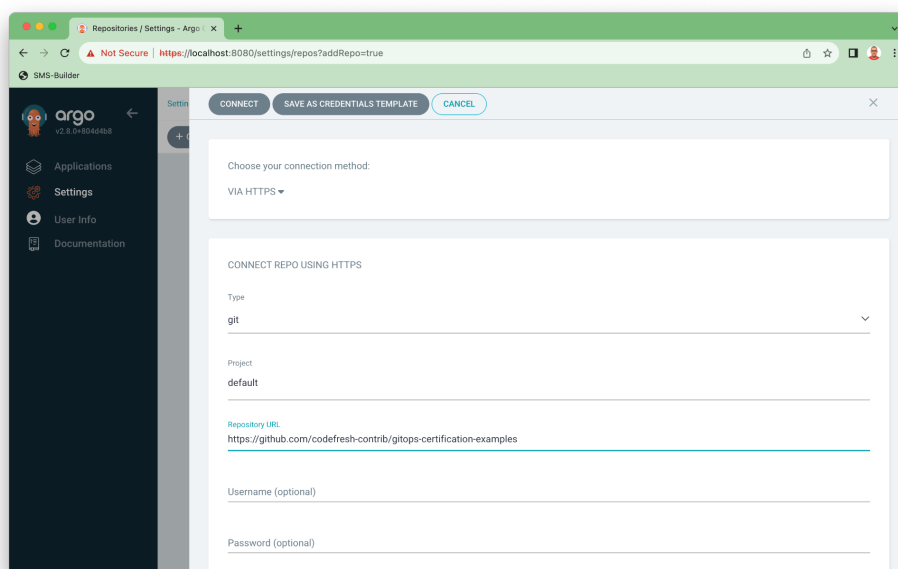 Repositories / Settings - Argo
Not Secure | https://localhost:8080/settings/repos?addRepo=true
SMS-Builder
argo
v2.8.0+804d4b8
Applications
Settings
User Info
Documentation
Settin
CONNECT SAVE AS CREDENTIALS TEMPLATE CANCEL
Choose your connection method:
VIA HTTPS
CONNECT REPO USING HTTPS
Type
git
Project
default
Repository URL
https://github.com/codefresh-contrib/gitops-certification-examples
Username (optional)
Password (optional)